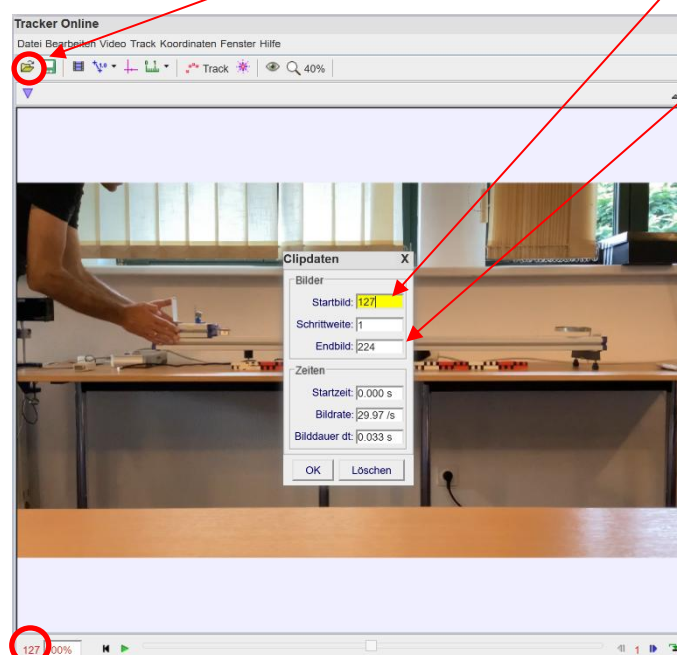 Tracker Online
Datei Bearbeiten Video Track Koordinaten Fenster Hilfe
Track 40%
Clipdaten X
Bilder
Startbild: 127
Schrittweite: 1
Endbild: 224
Zeiten
Startzeit: 0.000 s
Bildrate: 29.97 /s
Bilddauer dt: 0.033 s
OK Löschen
127 00% 1